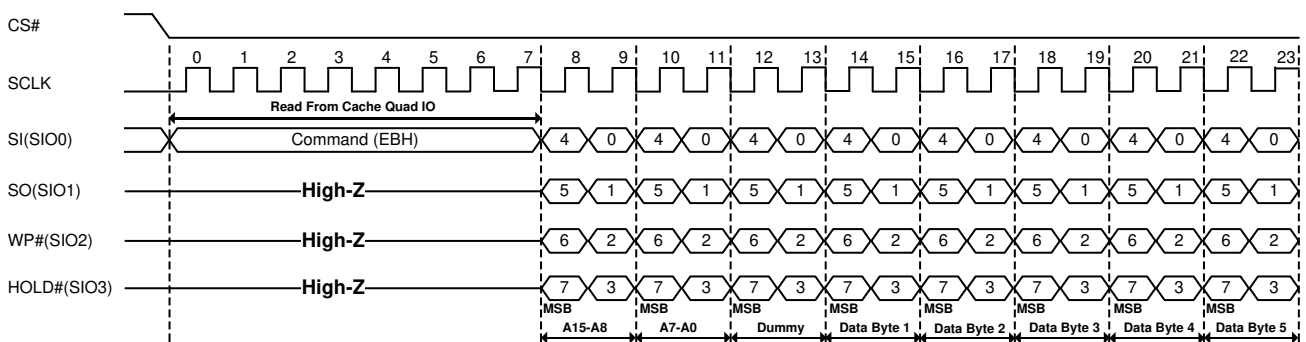 CS#
0 1 2 3 4 5 6 7 8 9 10 11 12 13 14 15 16 17 18 19 20 21 22 23
SCLK
Read From Cache Quad IO
SI(SIO0) Command (EBH) 4 0 4 0 4 0 4 0 4 0 4 0 4 0 4 0
SO(SIO1) High-Z 5 1 5 1 5 1 5 1 5 1 5 1 5 1 5 1
WP#(SIO2) High-Z 6 2 6 2 6 2 6 2 6 2 6 2 6 2 6 2
HOLD#(SIO3) High-Z 7 3 7 3 7 3 7 3 7 3 7 3 7 3 7 3
MSB MSB MSB MSB MSB MSB MSB MSB
A15-A8 A7-A0 Dummy Data Byte 1 Data Byte 2 Data Byte 3 Data Byte 4 Data Byte 5